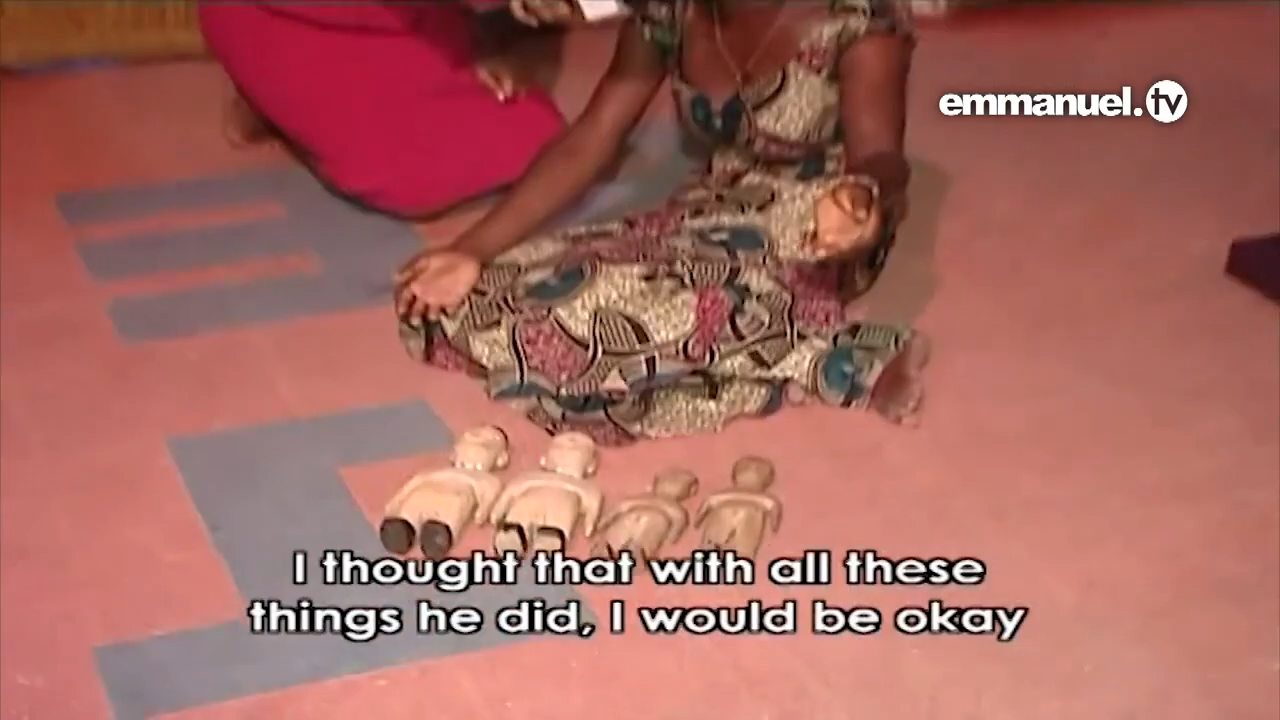 emmanuel.tv
I thought that with all these
things he did, I would be okay